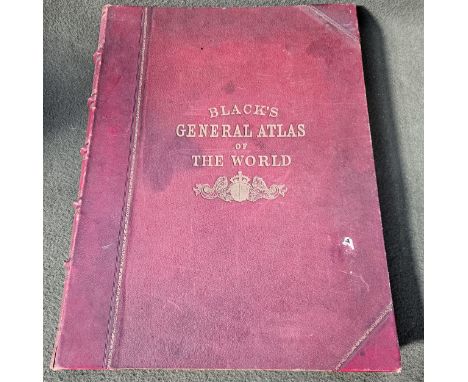 BLACK'S
GENERAL ATLAS
OF
THE WORLD